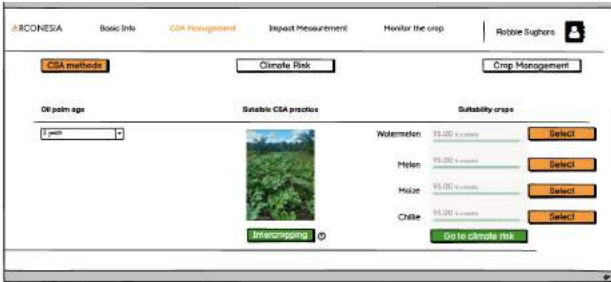 ARCONESIA Basic Info CSA Management Impact Measurement Monitor the crop Robbie Sughara
CSA methods Climate Risk Crop Management
Oil palm age Sutaible CSA practice Suitability crops
Watermelon 95.00 Select
Melon 95.00 Select
Maize 95.00 Select
Chillie 95.00 Select
Intercropping Go to climate risk